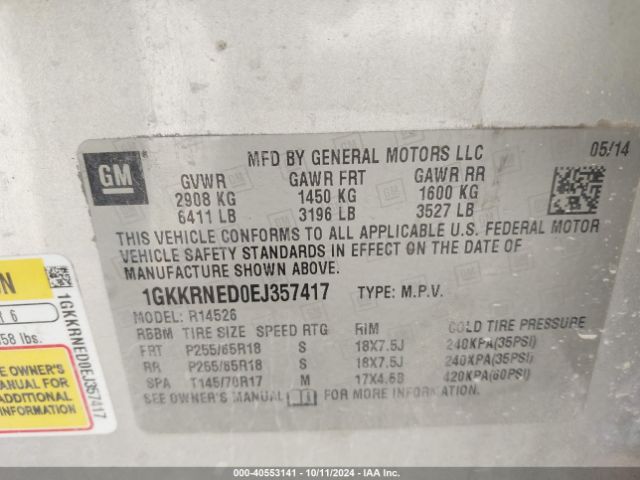 MFD BY GENERAL MOTORS LLC 05/14
GM
GVWR GAWR FRT GAWR RR
2908 KG 1450 KG 1600 KG
6411 LB 3196 LB 3527 LB
THIS VEHICLE CONFORMS TO ALL APPLICABLE U.S. FEDERAL MOTOR
VEHICLE SAFETY STANDARDS IN EFFECT ON THE DATE OF
MANUFACTURE SHOWN ABOVE.
1GKKRNED0EJ357417 TYPE: M.P.V.
MODEL: R14526
TIRE SIZE SPEED RTG RIM COLD TIRE PRESSURE
FRT P255/65R18 S 18X7.5J 240KPA(35PSI)
RR P255/65R18 S 18X7.5J 240KPA(35PSI)
SPA T145/70R17 M 17X4.5B 420KPA(60PSI)
SEE OWNER'S MANUAL FOR MORE INFORMATION.
6
58 lbs.
1GKKRNED0EJ357417
OWNER'S
MANUAL FOR
ADDITIONAL
INFORMATION
000-40553141 - 10/11/2024 - IAA Inc.